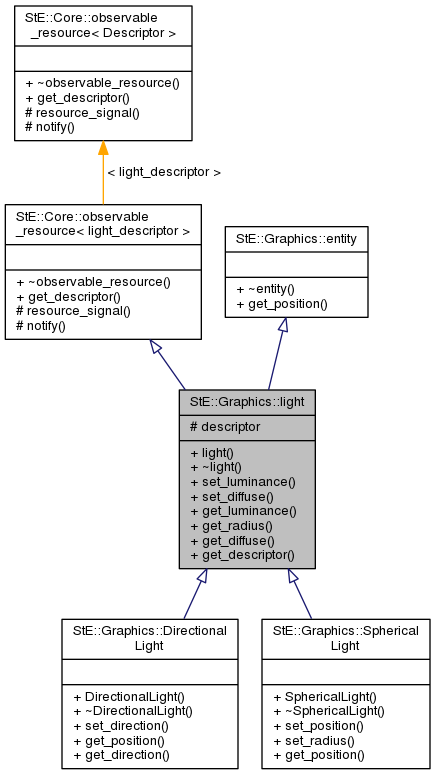 StE::Core::observable
_resource< Descriptor >
+ ~observable_resource()
+ get_descriptor()
# resource_signal()
# notify()
< light_descriptor >
StE::Core::observable
_resource< light_descriptor >
+ ~observable_resource()
+ get_descriptor()
# resource_signal()
# notify()
StE::Graphics::entity
+ ~entity()
+ get_position()
StE::Graphics::light
# descriptor
+ light()
+ ~light()
+ set_luminance()
+ set_diffuse()
+ get_luminance()
+ get_radius()
+ get_diffuse()
+ get_descriptor()
StE::Graphics::Directional
Light
+ DirectionalLight()
+ ~DirectionalLight()
+ set_direction()
+ get_position()
+ get_direction()
StE::Graphics::Spherical
Light
+ SphericalLight()
+ ~SphericalLight()
+ set_position()
+ set_radius()
+ get_position()